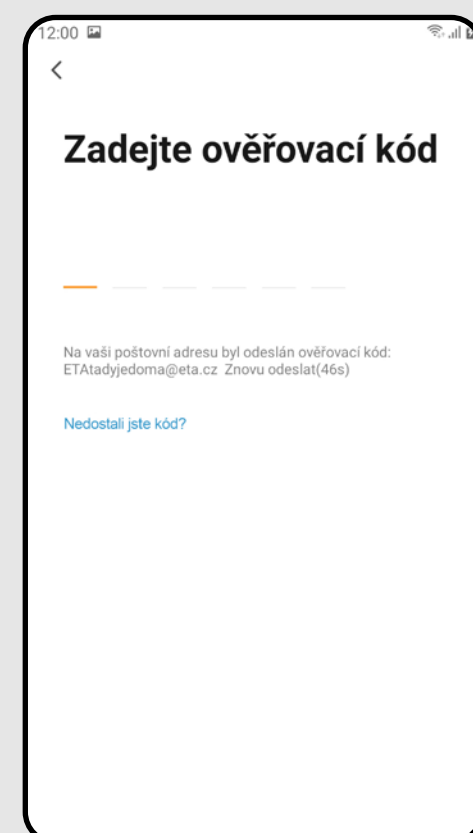 12:00
Zadejte ověřovací kód
Na vaši poštovní adresu byl odeslán ověřovací kód:
ETAtadyjedoma@eta.cz Znovu odeslat(46s)
Nedostali jste kód?